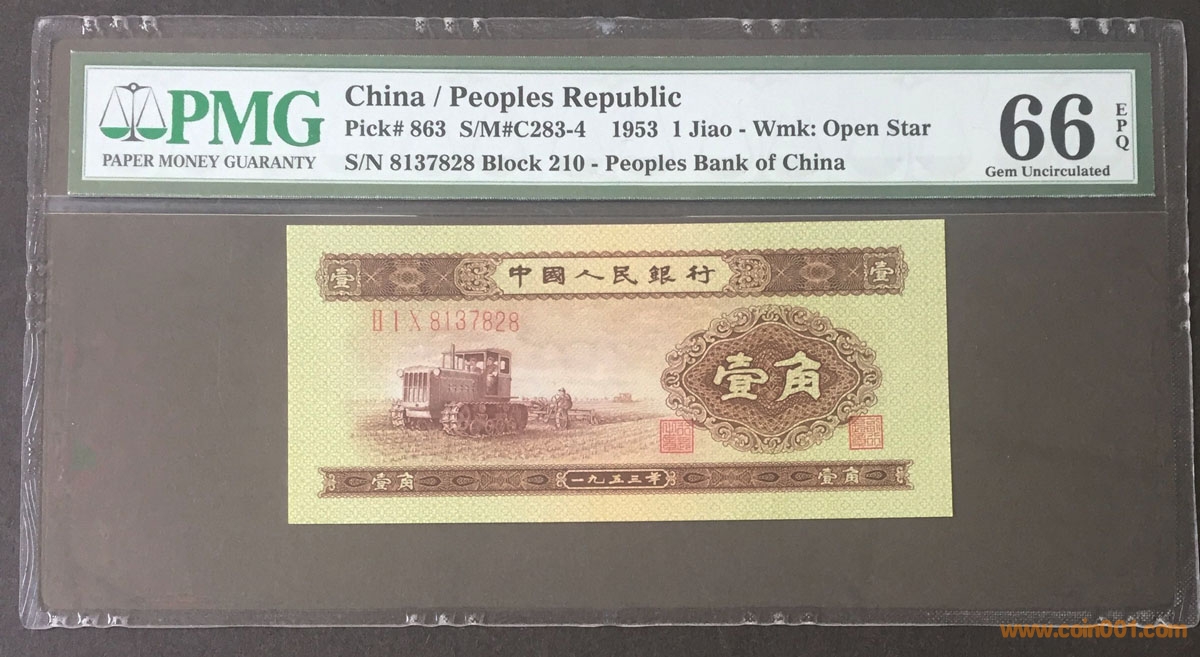 PMG
PAPER MONEY GUARANTY
China / Peoples Republic
Pick# 863 S/M#C283-4 1953 1 Jiao - Wmk: Open Star
S/N 8137828 Block 210 - Peoples Bank of China
66
EPQ
Gem Uncirculated
壹 中國人民銀行 壹
II I X 8137828
壹角
壹角 一九五三年 壹角
www.coin001.com